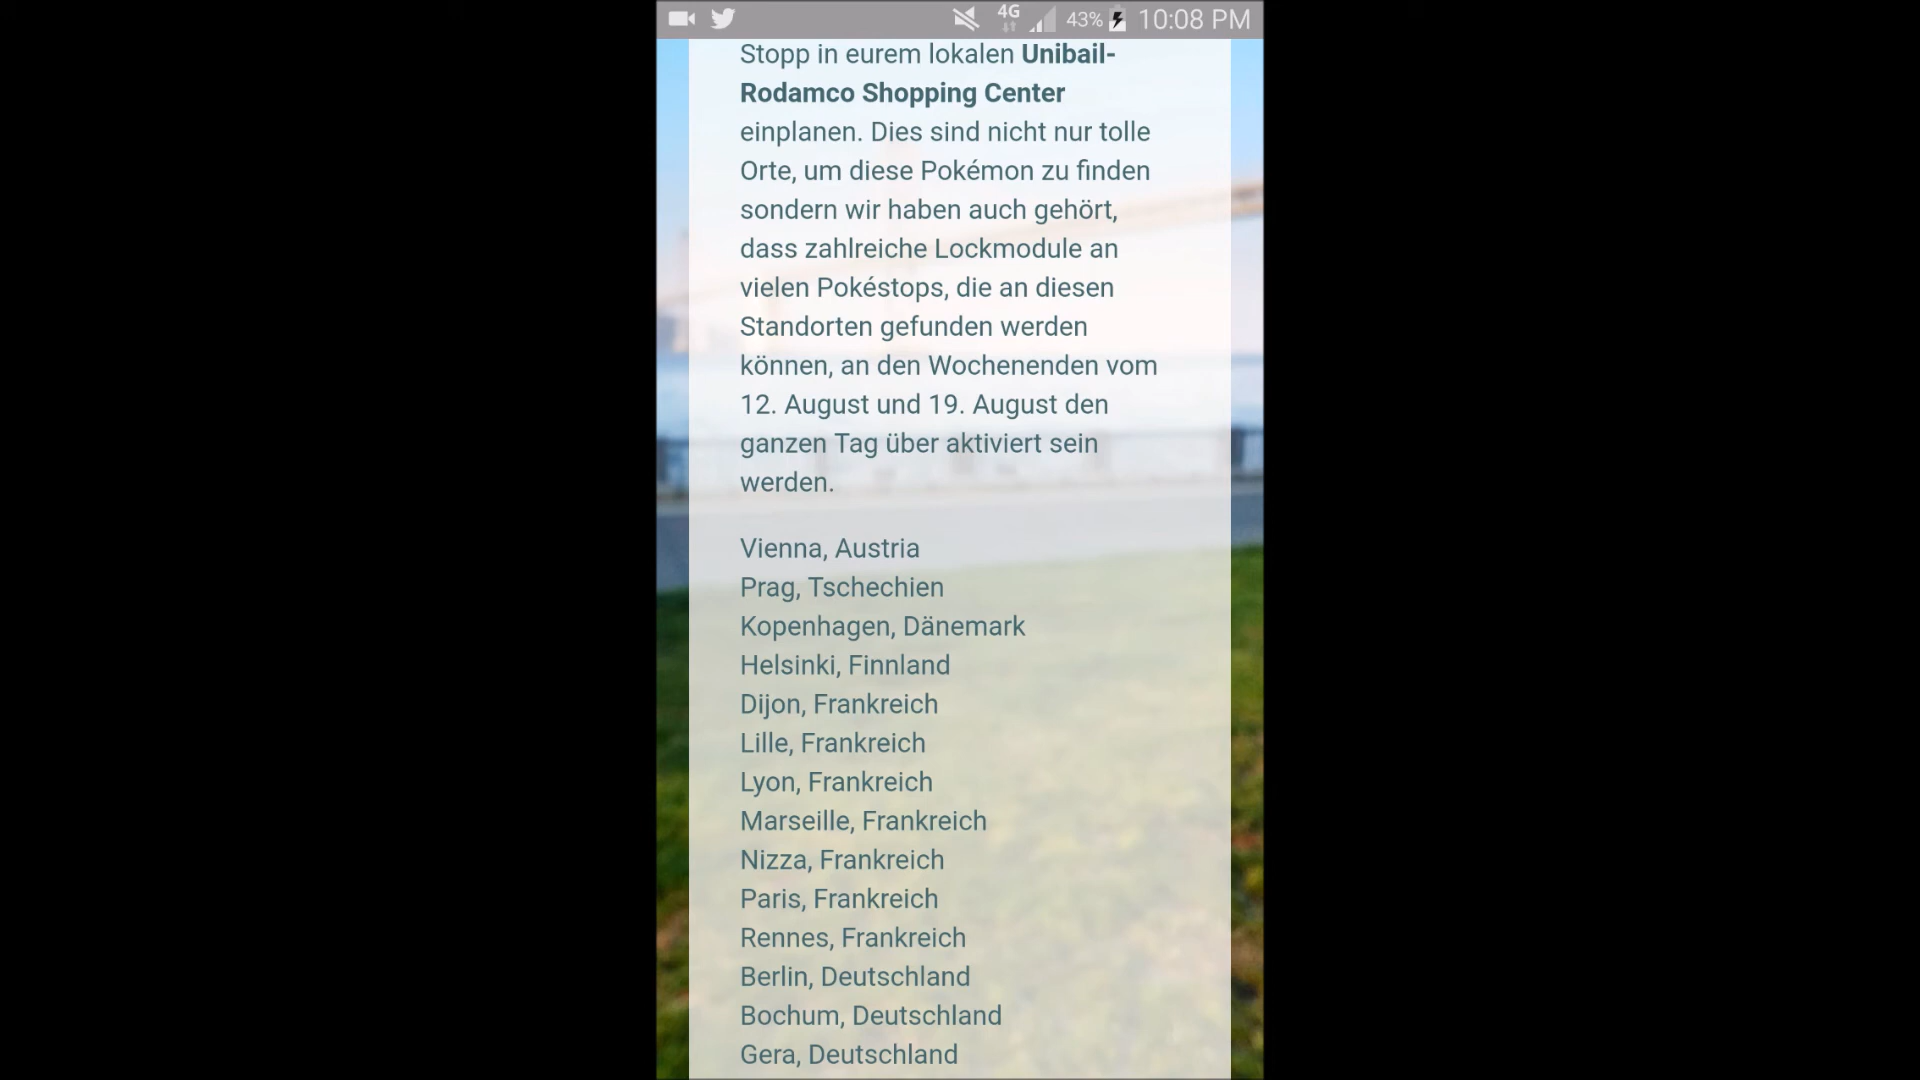 4G 43% 10:08 PM
Stopp in eurem lokalen Unibail-
Rodamco Shopping Center
einplanen. Dies sind nicht nur tolle
Orte, um diese Pokémon zu finden
sondern wir haben auch gehört,
dass zahlreiche Lockmodule an
vielen Pokéstops, die an diesen
Standorten gefunden werden
können, an den Wochenenden vom
12. August und 19. August den
ganzen Tag über aktiviert sein
werden.
Vienna, Austria
Prag, Tschechien
Kopenhagen, Dänemark
Helsinki, Finnland
Dijon, Frankreich
Lille, Frankreich
Lyon, Frankreich
Marseille, Frankreich
Nizza, Frankreich
Paris, Frankreich
Rennes, Frankreich
Berlin, Deutschland
Bochum, Deutschland
Gera, Deutschland